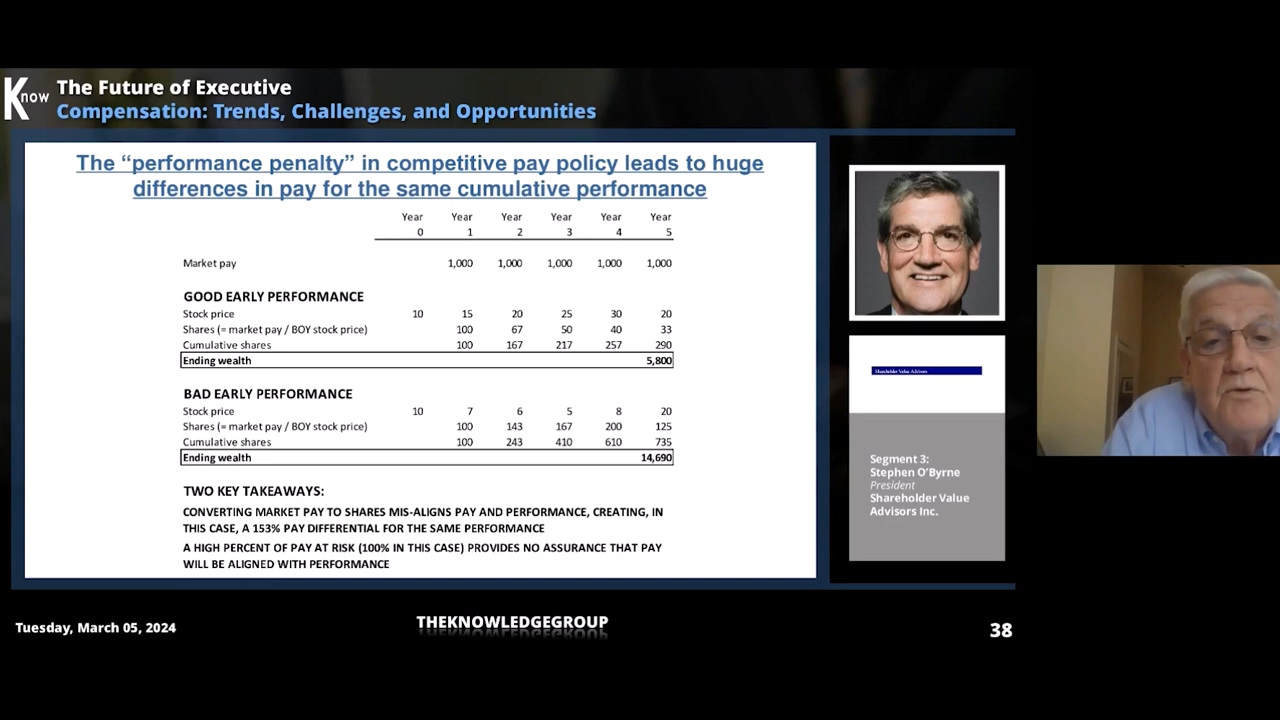 Know
The Future of Executive
Compensation: Trends, Challenges, and Opportunities
The “performance penalty” in competitive pay policy leads to huge
differences in pay for the same cumulative performance
Year Year Year Year Year Year
0 1 2 3 4 5
Market pay 1,000 1,000 1,000 1,000 1,000
GOOD EARLY PERFORMANCE
Stock price 10 15 20 25 30 20
Shares (= market pay / BOY stock price) 100 67 50 40 33
Cumulative shares 100 167 217 257 290
Ending wealth 5,800
BAD EARLY PERFORMANCE
Stock price 10 7 6 5 8 20
Shares (= market pay / BOY stock price) 100 143 167 200 125
Cumulative shares 100 243 410 610 735
Ending wealth 14,690
TWO KEY TAKEAWAYS:
CONVERTING MARKET PAY TO SHARES MIS-ALIGNS PAY AND PERFORMANCE, CREATING, IN
THIS CASE, A 153% PAY DIFFERENTIAL FOR THE SAME PERFORMANCE
A HIGH PERCENT OF PAY AT RISK (100% IN THIS CASE) PROVIDES NO ASSURANCE THAT PAY
WILL BE ALIGNED WITH PERFORMANCE
Shareholder Value Advisors
Segment 3:
Stephen O’Byrne
President
Shareholder Value
Advisors Inc.
Tuesday, March 05, 2024
THEKNOWLEDGEGROUP
38